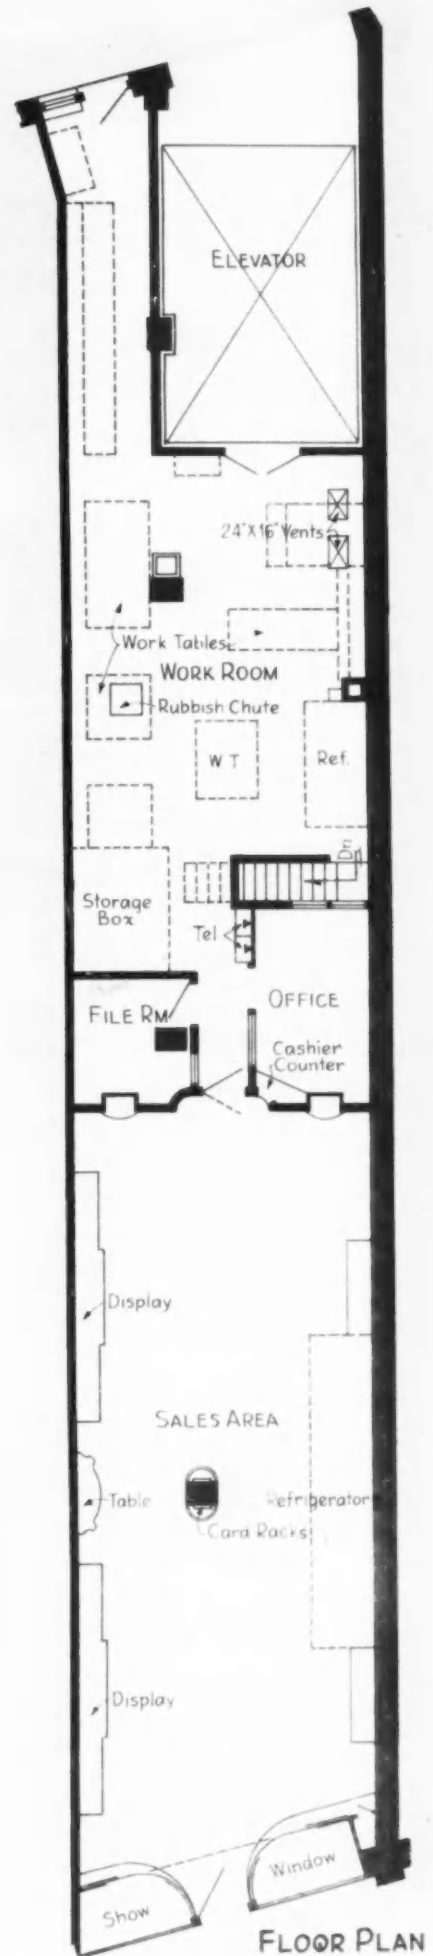 ELEVATOR
24"X16" Vents
Work Tables
WORK ROOM
Rubbish Chute
W T
Ref.
Dn
Storage
Box
Tel
FILE RM
OFFICE
Cashier
Counter
Display
SALES AREA
Table
Refrigerator
Card Racks
Display
Show
Window
FLOOR PLAN